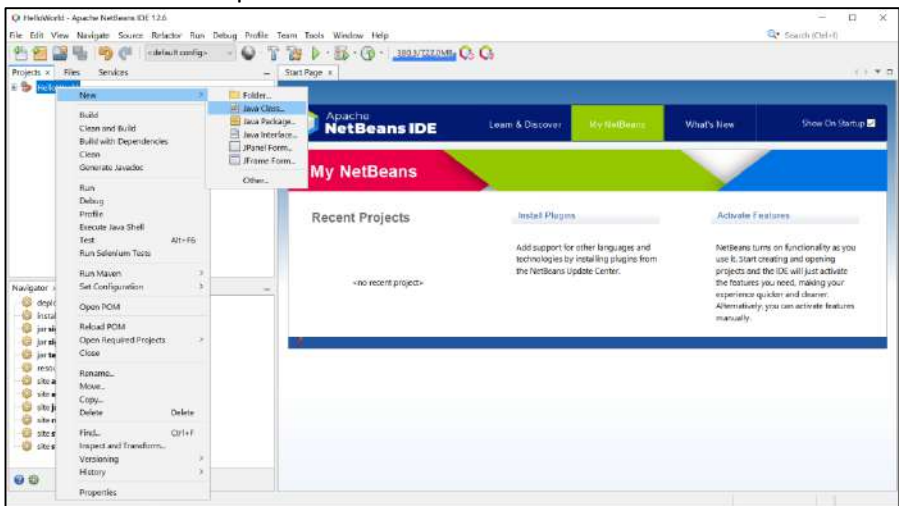 HelloWorld - Apache NetBeans IDE 12.6
File Edit View Navigate Source Refactor Run Debug Profile Team Tools Window Help
Search (Ctrl+I)
<default config>
Projects × Files Services
Start Page ×
New
Build
Clean and Build
Build with Dependencies
Clean
Generate Javadoc
Run
Debug
Profile
Execute Java Shell
Test Alt+F6
Run Selenium Tests
Run Maven
Set Configuration
Open POM
Reload POM
Open Required Projects
Close
Rename...
Move...
Copy...
Delete Delete
Find... Ctrl+F
Inspect and Transform...
Versioning
History
Properties
Folder...
Java Class...
Java Package...
Java Interface...
JPanel Form...
JFrame Form...
Other...
Navigator
Apache
NetBeans IDE
Learn & Discover
My NetBeans
What's New
Show On Startup
My NetBeans
Recent Projects
<no recent project>
Install Plugins
Add support for other languages and
technologies by installing plugins from
the NetBeans Update Center.
Activate Features
NetBeans turns on functionality as you
use it. Start creating and opening
projects and the IDE will just activate
the features you need, making your
experience quicker and cleaner.
Alternatively, you can activate features
manually.